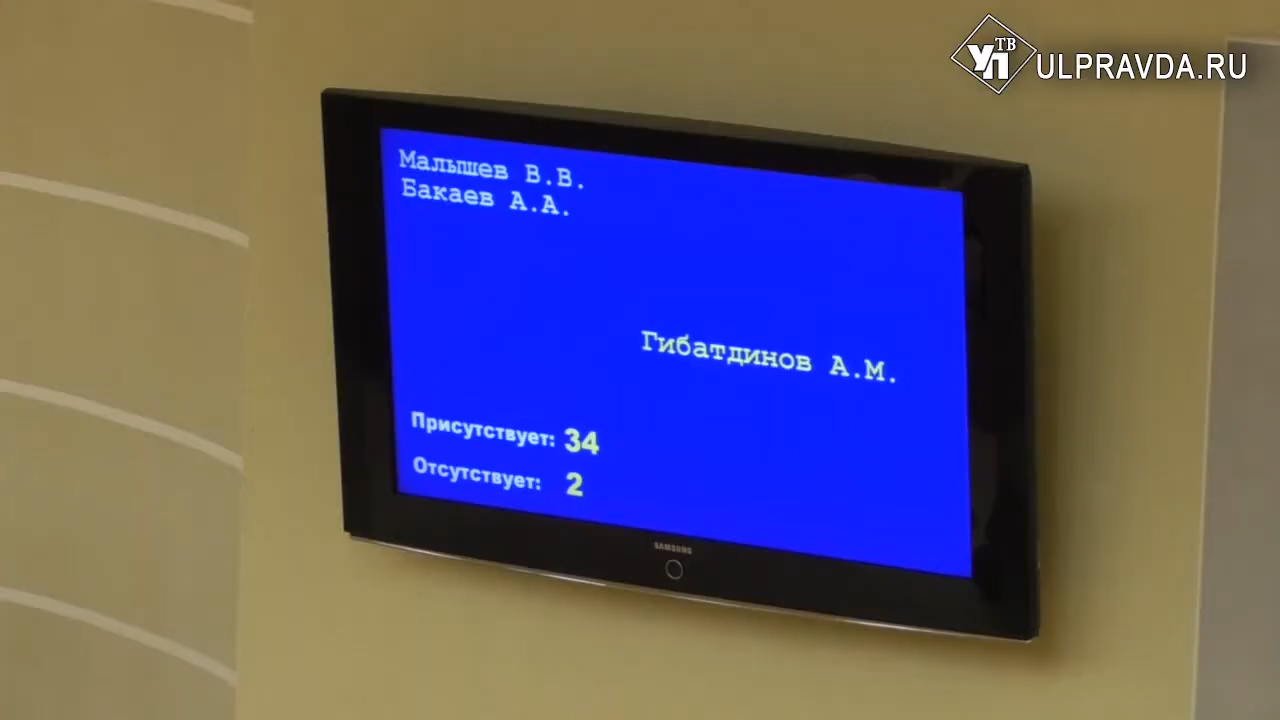 ТВ
УП
ULPRAVDA.RU
Малышев В.В.
Бакаев А.А.
Гибатдинов А.М.
Присутствует: 34
Отсутствует: 2
SAMSUNG